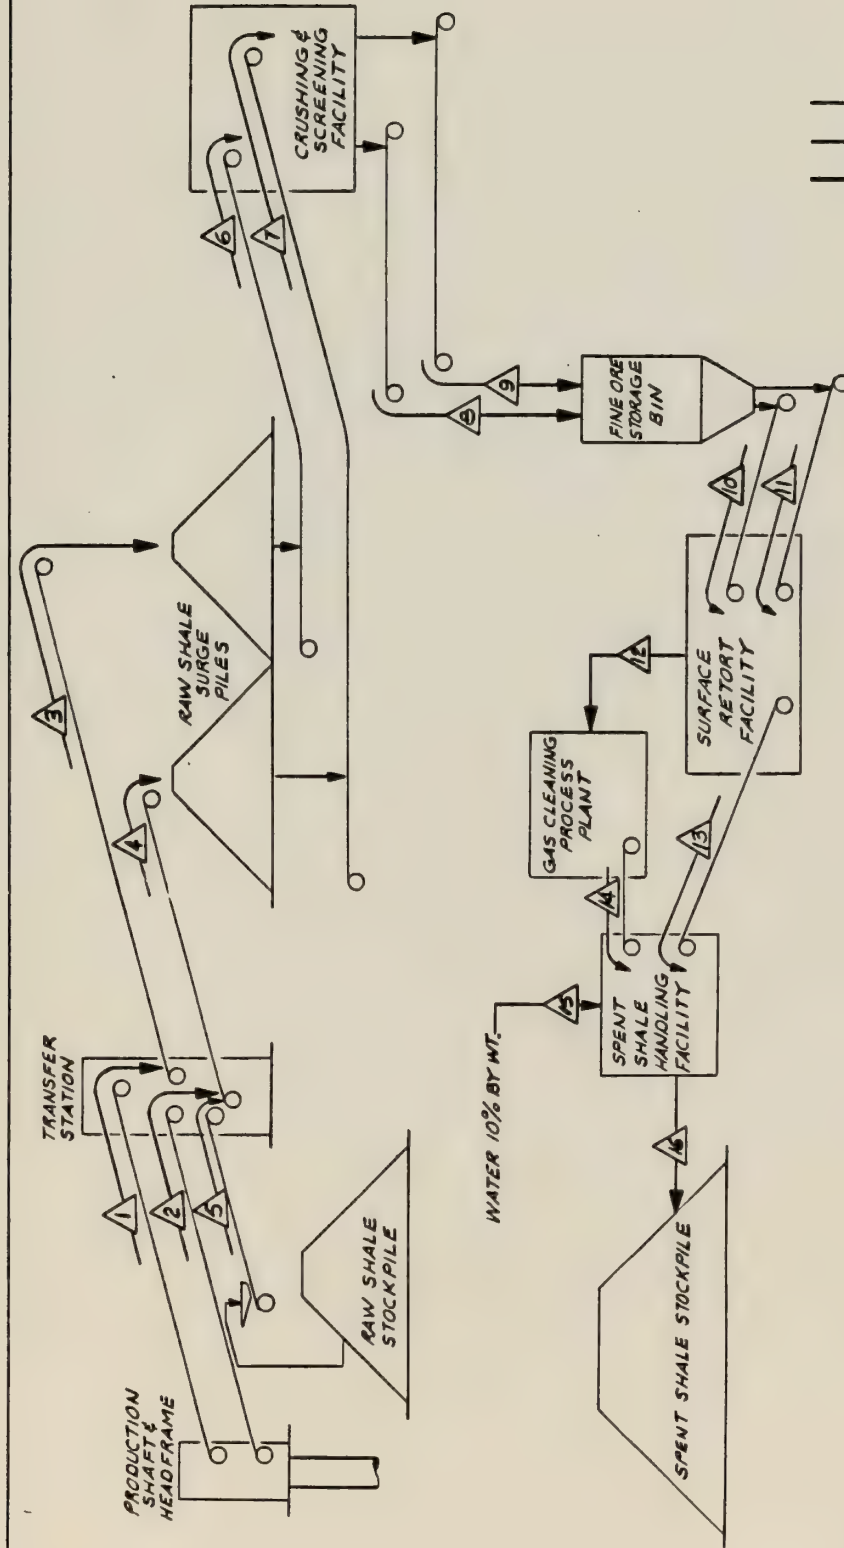 PRODUCTION
SHAFT &
HEADFRAME
TRANSFER
STATION
1
2
5
RAW SHALE
STOCKPILE
3
4
RAW SHALE
SURGE
PILES
6
7
CRUSHING &
SCREENING
FACILITY
8
9
FINE ORE
STORAGE
BIN
10
11
SURFACE
RETORT
FACILITY
12
GAS CLEANING
PROCESS
PLANT
13
14
WATER 10% BY WT.
15
SPENT
SHALE
HANDLING
FACILITY
16
SPENT SHALE STOCKPILE